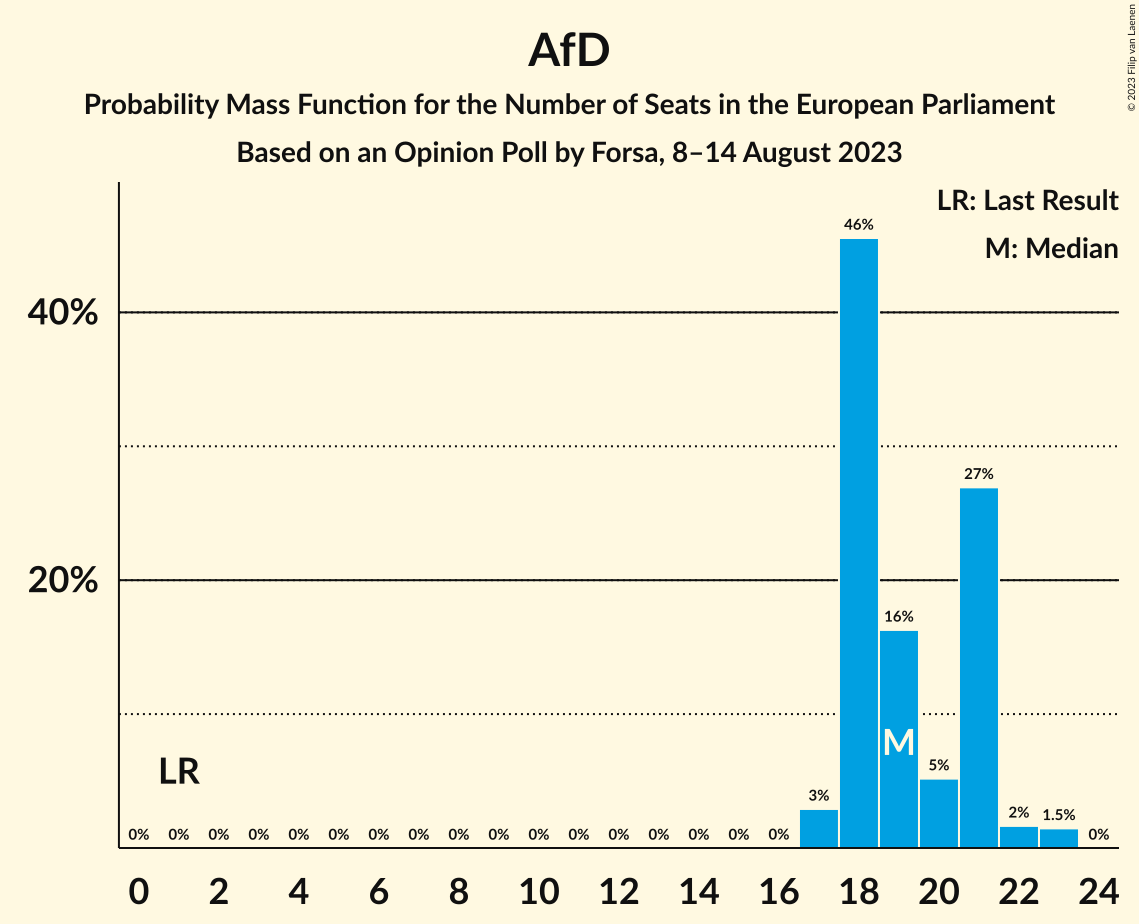 AfD
Probability Mass Function for the Number of Seats in the European Parliament
Based on an Opinion Poll by Forsa, 8–14 August 2023
© 2023 Filip van Laenen
LR: Last Result
M: Median
46%
40%
27%
20%
16%
M
LR
5%
3%
2%
1.5%
0% 0% 0% 0% 0% 0% 0% 0% 0% 0% 0% 0% 0% 0% 0% 0% 0% 0%
0 2 4 6 8 10 12 14 16 18 20 22 24